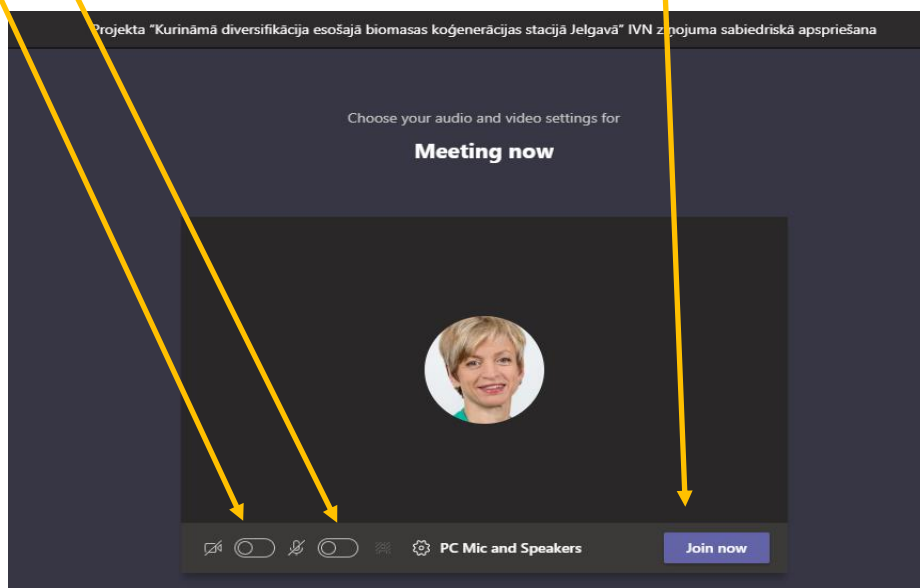 Projekta “Kurināmā diversifikācija esošajā biomasas koģenerācijas stacijā Jelgavā” IVN ziņojuma sabiedriskā apspriešana
Choose your audio and video settings for
Meeting now
PC Mic and Speakers
Join now